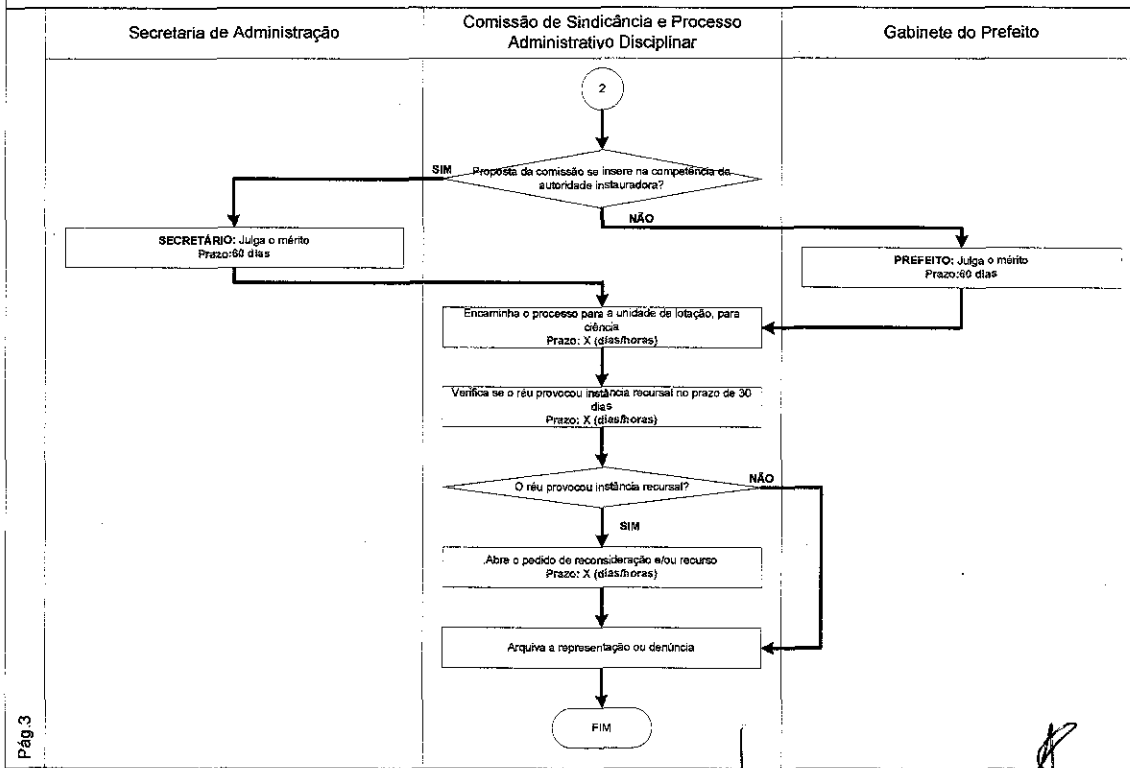 Secretaria de Administração
Comissão de Sindicância e Processo
Administrativo Disciplinar
Gabinete do Prefeito
2
Proposta da comissão se insere na competência da
autoridade instauradora?
SIM
NÃO
SECRETÁRIO: Julga o mérito
Prazo:60 dias
PREFEITO: Julga o mérito
Prazo:60 dias
Encaminha o processo para a unidade de lotação, para
ciência
Prazo: X (dias/horas)
Verifica se o réu provocou instância recursal no prazo de 30
dias
Prazo: X (dias/horas)
O réu provocou instância recursal?
NÃO
SIM
Abre o pedido de reconsideração e/ou recurso
Prazo: X (dias/horas)
Arquiva a representação ou denúncia
FIM
Pág.3